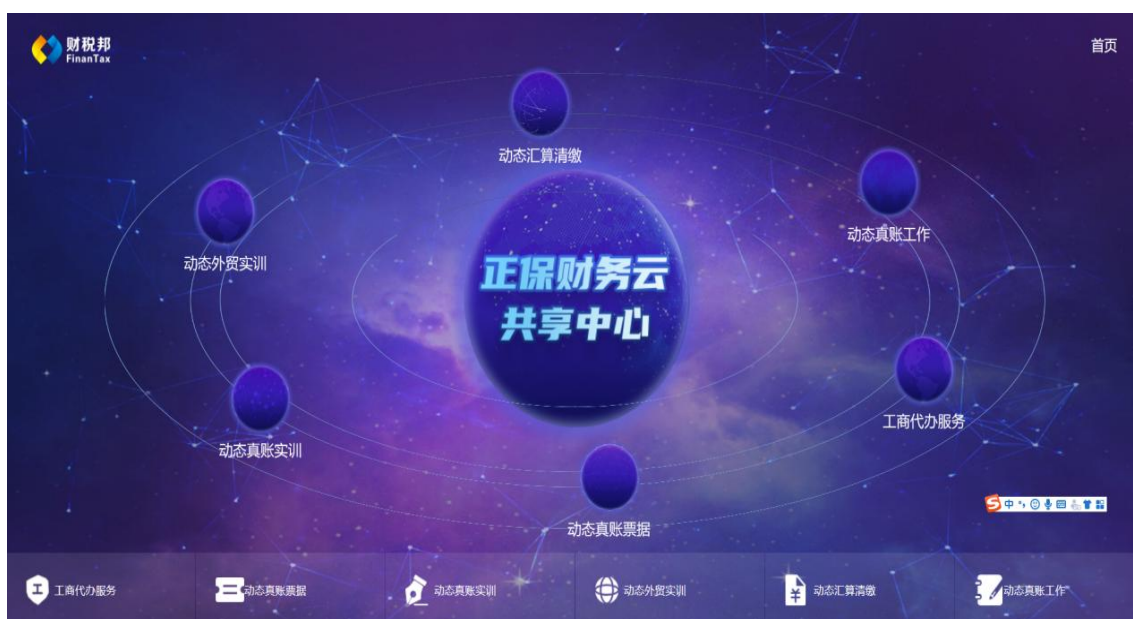 财税邦
FinanTax
首页
动态汇算清缴
动态真账工作
动态外贸实训
正保财务云
共享中心
工商代办服务
动态真账实训
动态真账票据
中
工商代办服务
动态真账票据
动态真账实训
动态外贸实训
动态汇算清缴
动态真账工作